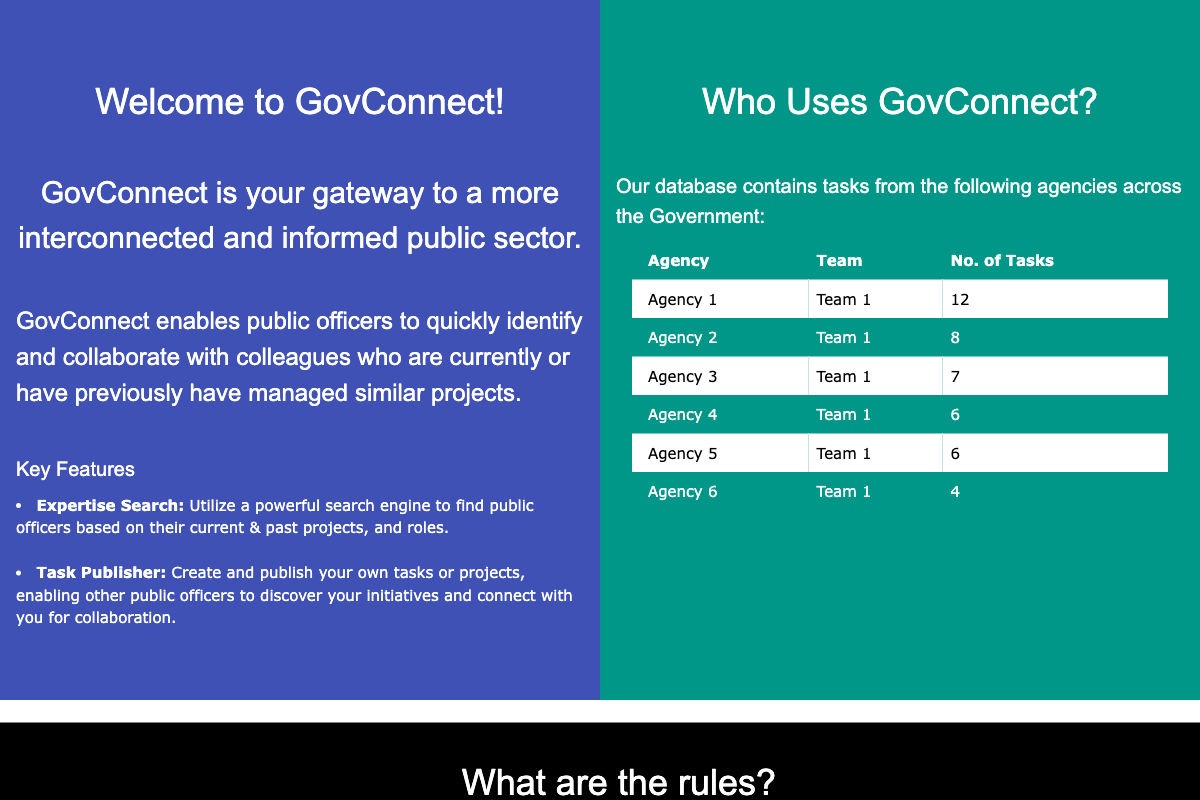 Welcome to GovConnect!
GovConnect is your gateway to a more
interconnected and informed public sector.
GovConnect enables public officers to quickly identify
and collaborate with colleagues who are currently or
have previously have managed similar projects.
Key Features
• Expertise Search: Utilize a powerful search engine to find public
officers based on their current & past projects, and roles.
• Task Publisher: Create and publish your own tasks or projects,
enabling other public officers to discover your initiatives and connect with
you for collaboration.
Who Uses GovConnect?
Our database contains tasks from the following agencies across
the Government:
Agency Team No. of Tasks
Agency 1 Team 1 12
Agency 2 Team 1 8
Agency 3 Team 1 7
Agency 4 Team 1 6
Agency 5 Team 1 6
Agency 6 Team 1 4
What are the rules?